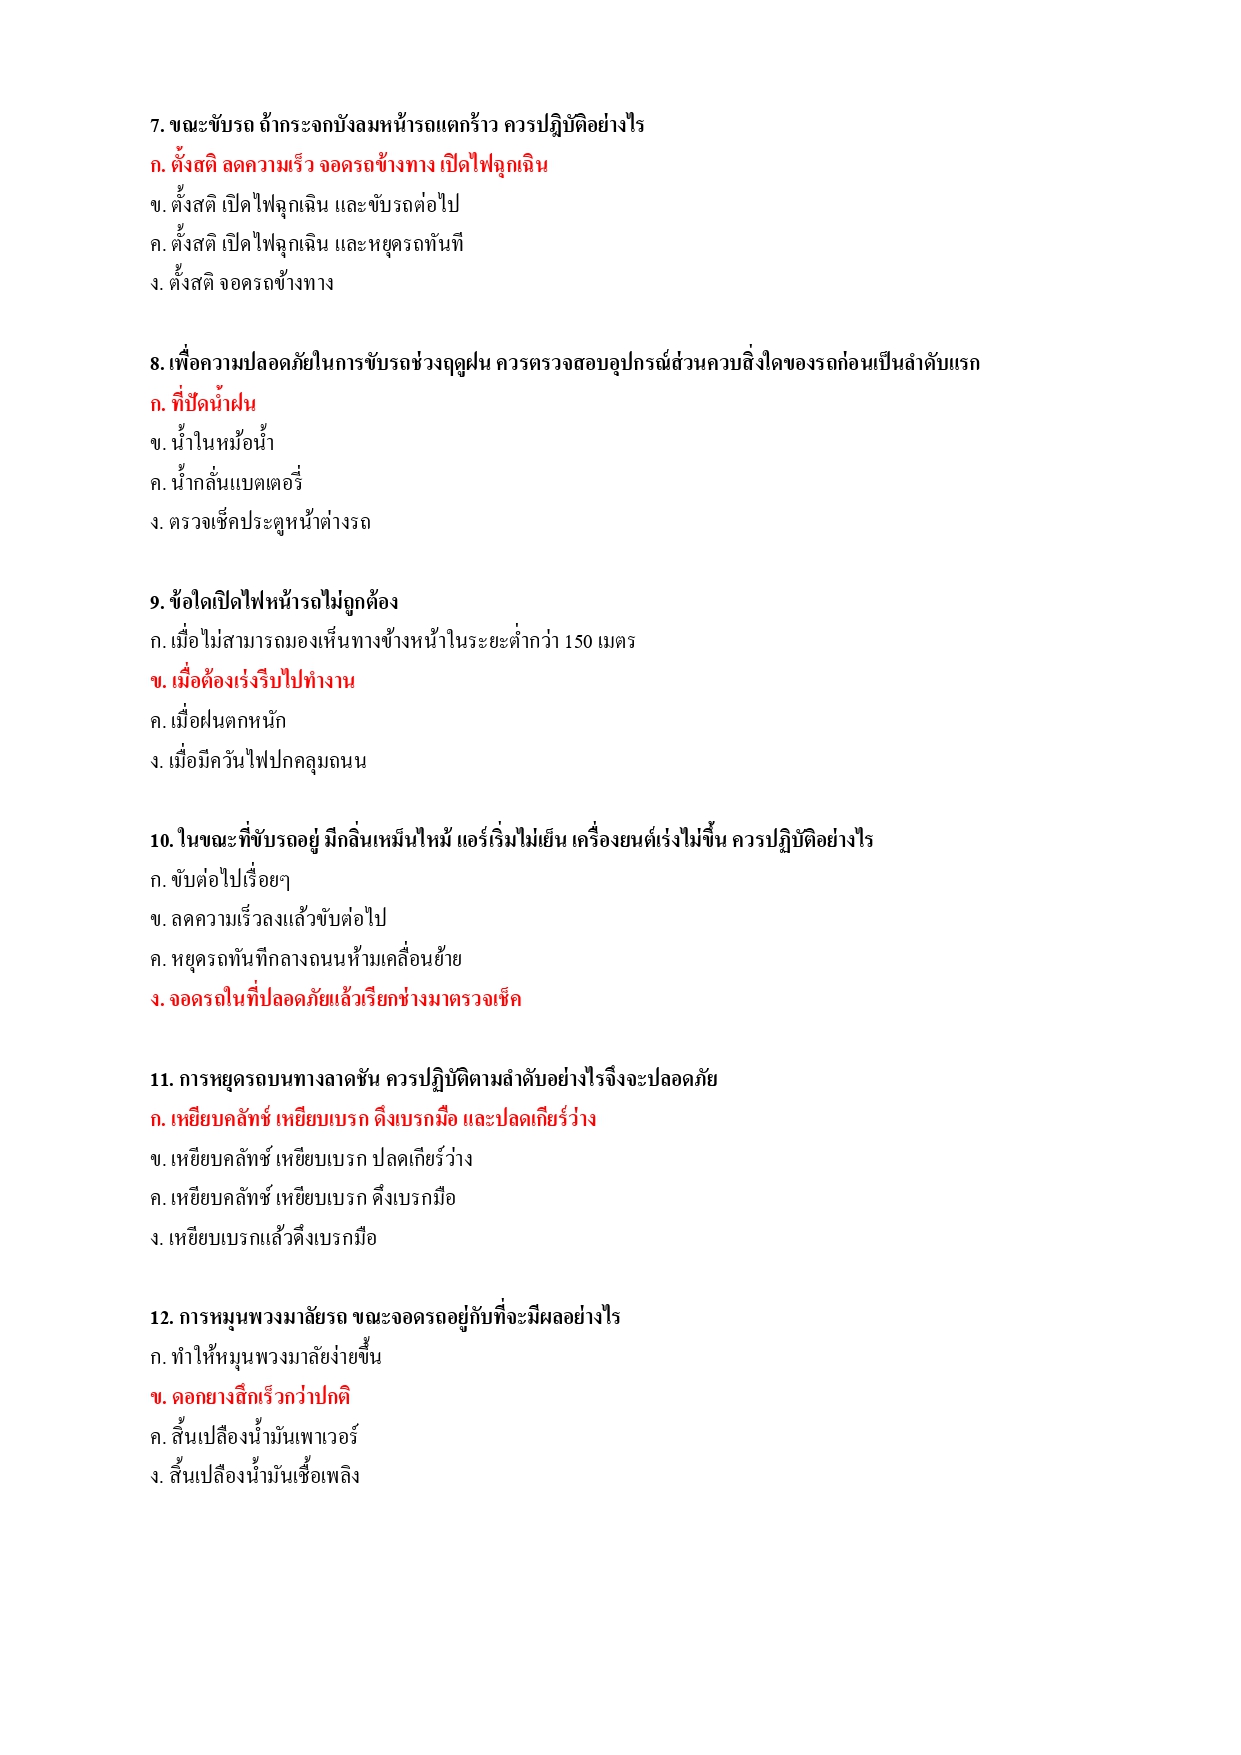 7. ขณะขับรถ ถ้ากระจกบังลมหน้ารถแตกร้าว ควรปฎิบัติอย่างไร
ก. ตั้งสติ ลดความเร็ว จอดรถข้างทาง เปิดไฟฉุกเฉิน
ข. ตั้งสติ เปิดไฟฉุกเฉิน และขับรถต่อไป
ค. ตั้งสติ เปิดไฟฉุกเฉิน และหยุดรถทันที
ง. ตั้งสติ จอดรถข้างทาง
8. เพื่อความปลอดภัยในการขับรถช่วงฤดูฝน ควรตรวจสอบอุปกรณ์ส่วนควบสิ่งใดของรถก่อนเป็นลำดับแรก
ก. ที่ปัดน้ำฝน
ข. น้ำในหม้อน้ำ
ค. น้ำกลั่นแบตเตอรี่
ง. ตรวจเช็คประตูหน้าต่างรถ
9. ข้อใดเปิดไฟหน้ารถไม่ถูกต้อง
ก. เมื่อไม่สามารถมองเห็นทางข้างหน้าในระยะต่ำกว่า 150 เมตร
ข. เมื่อต้องเร่งรีบไปทำงาน
ค. เมื่อฝนตกหนัก
ง. เมื่อมีควันไฟปกคลุมถนน
10. ในขณะที่ขับรถอยู่ มีกลิ่นเหม็นไหม้ แอร์เริ่มไม่เย็น เครื่องยนต์เร่งไม่ขึ้น ควรปฏิบัติอย่างไร
ก. ขับต่อไปเรื่อยๆ
ข. ลดความเร็วลงแล้วขับต่อไป
ค. หยุดรถทันทีกลางถนนห้ามเคลื่อนย้าย
ง. จอดรถในที่ปลอดภัยแล้วเรียกช่างมาตรวจเช็ค
11. การหยุดรถบนทางลาดชัน ควรปฏิบัติตามลำดับอย่างไรจึงจะปลอดภัย
ก. เหยียบคลัทช์ เหยียบเบรก ดึงเบรกมือ และปลดเกียร์ว่าง
ข. เหยียบคลัทช์ เหยียบเบรก ปลดเกียร์ว่าง
ค. เหยียบคลัทช์ เหยียบเบรก ดึงเบรกมือ
ง. เหยียบเบรกแล้วดึงเบรกมือ
12. การหมุนพวงมาลัยรถ ขณะจอดรถอยู่กับที่จะมีผลอย่างไร
ก. ทำให้หมุนพวงมาลัยง่ายขึ้น
ข. ดอกยางสึกเร็วกว่าปกติ
ค. สิ้นเปลืองน้ำมันเพาเวอร์
ง. สิ้นเปลืองน้ำมันเชื้อเพลิง